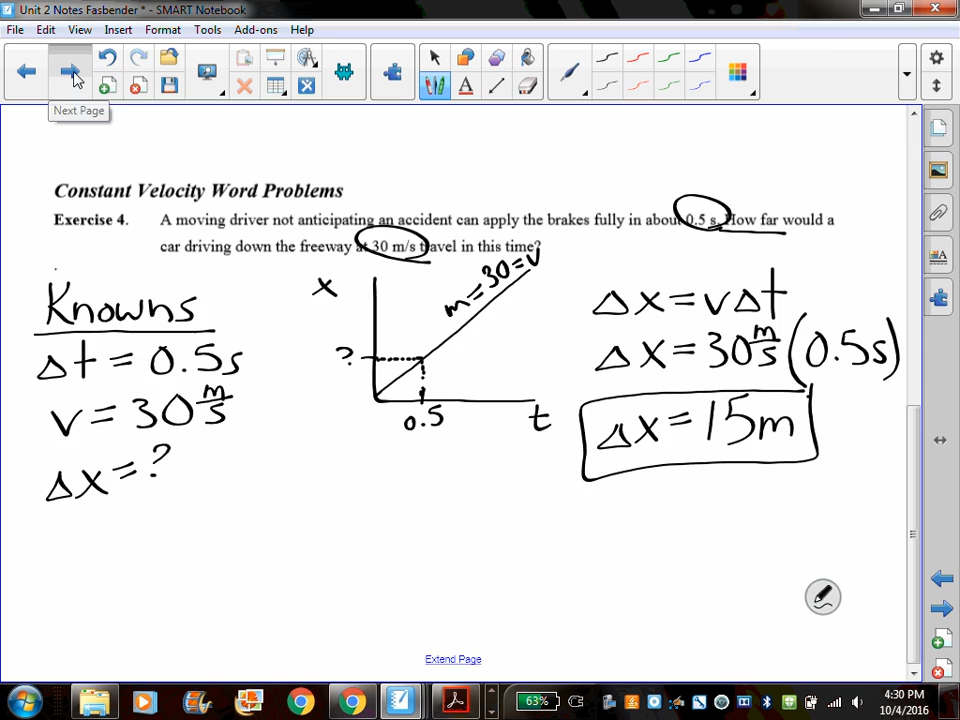 Unit 2 Notes Fasbender * - SMART Notebook
File Edit View Insert Format Tools Add-ons Help
Next Page
Constant Velocity Word Problems
Exercise 4. A moving driver not anticipating an accident can apply the brakes fully in about 0.5 s. How far would a
car driving down the freeway at 30 m/s travel in this time?
Knowns
Δt = 0.5s
v = 30 m/s
Δx = ?
x
m=30=v
?
0.5
t
Δx = vΔt
Δx = 30 m/s (0.5s)
Δx = 15m
Extend Page
63%
4:30 PM
10/4/2016